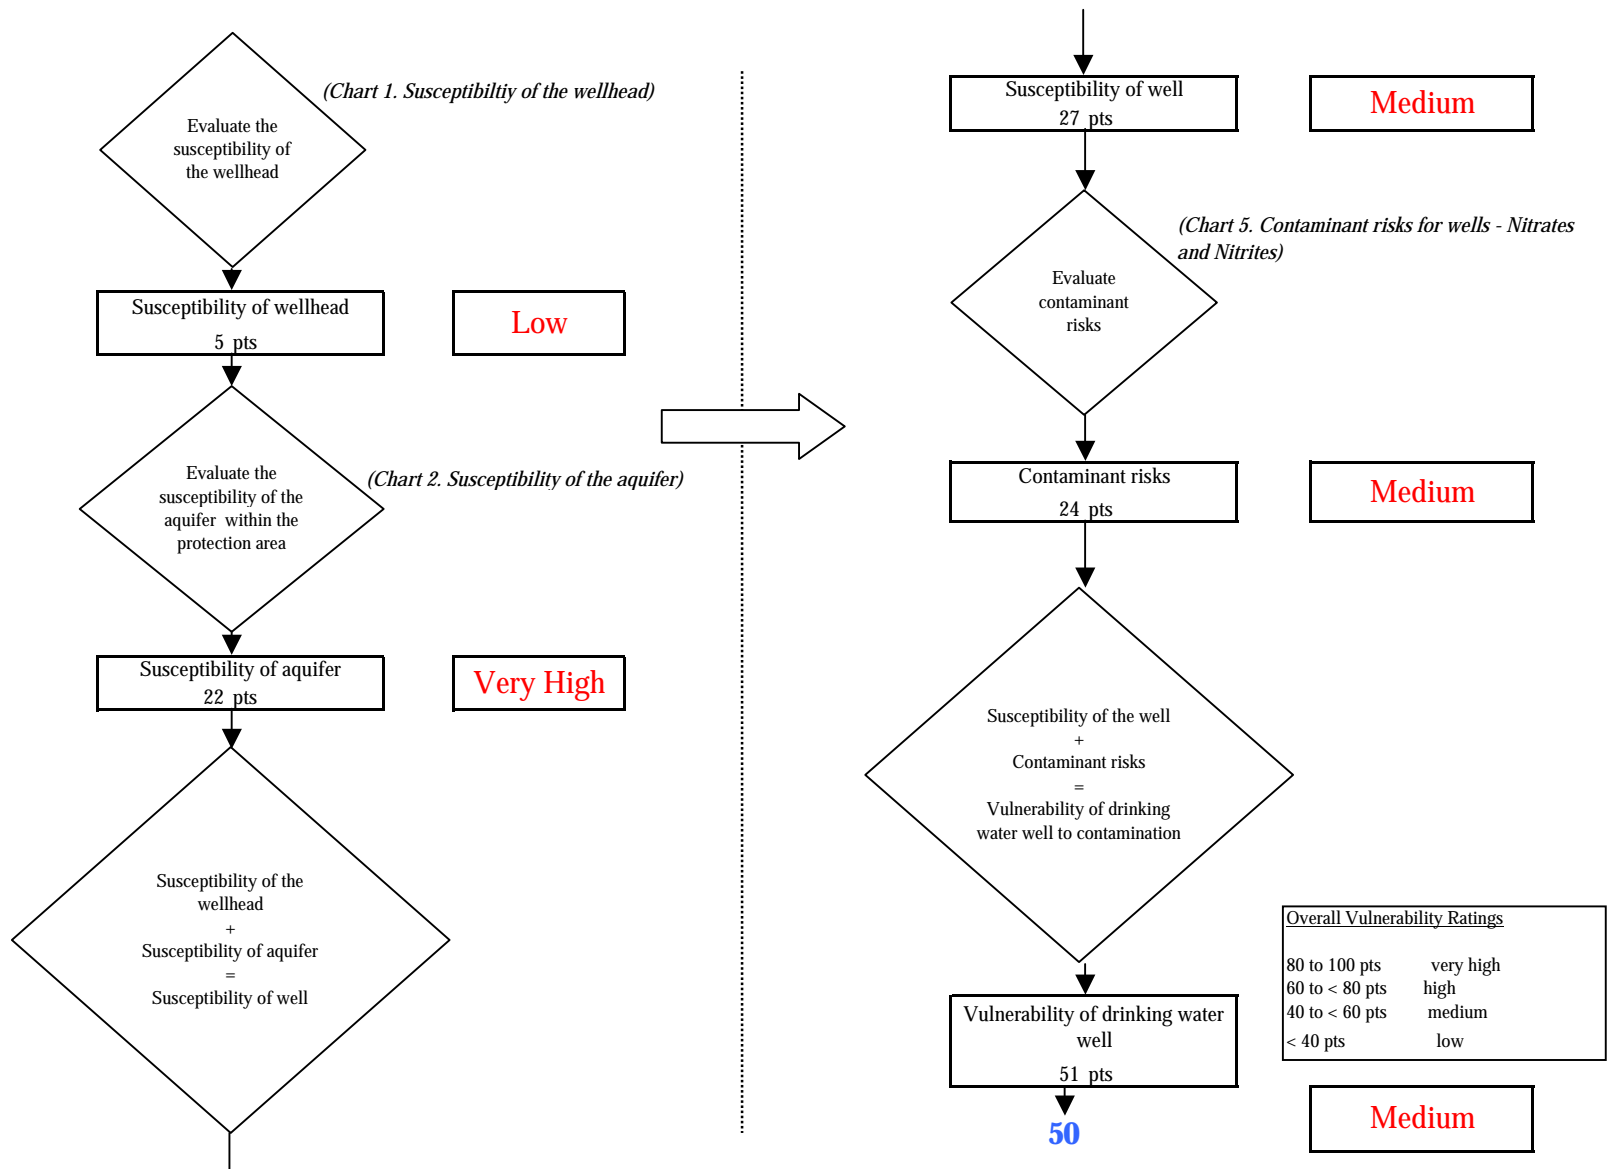 (Chart 1. Susceptibiltiy of the wellhead)
Evaluate the
susceptibility of
the wellhead
Susceptibility of wellhead
5 pts
Low
Evaluate the
susceptibility of the
aquifer within the
protection area
(Chart 2. Susceptibility of the aquifer)
Susceptibility of aquifer
22 pts
Very High
Susceptibility of the
wellhead
+
Susceptibility of aquifer
=
Susceptibility of well
Susceptibility of well
27 pts
Medium
(Chart 5. Contaminant risks for wells - Nitrates
and Nitrites)
Evaluate
contaminant
risks
Contaminant risks
24 pts
Medium
Susceptibility of the well
+
Contaminant risks
=
Vulnerability of drinking
water well to contamination
Overall Vulnerability Ratings
80 to 100 pts very high
60 to < 80 pts high
40 to < 60 pts medium
< 40 pts low
Vulnerability of drinking water
well
51 pts
50
Medium